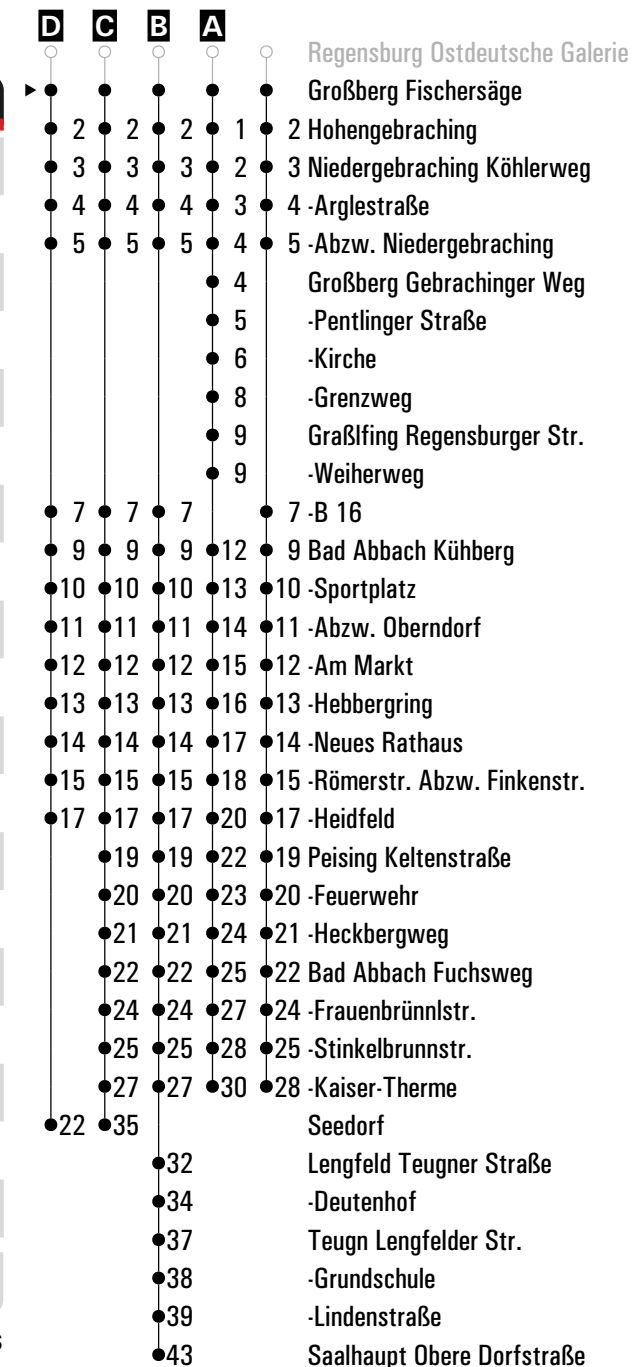 D C B A
Regensburg Ostdeutsche Galerie
Großberg Fischersäge
2 2 2 1 2 Hohengebraching
3 3 3 2 3 Niedergebraching Köhlerweg
4 4 4 3 4 -Arglestraße
5 5 5 4 5 -Abzw. Niedergebraching
4 Großberg Gebrachinger Weg
5 -Pentlinger Straße
6 -Kirche
8 -Grenzweg
9 Graßlfing Regensburger Str.
9 -Weiherweg
7 7 7 7 -B 16
9 9 9 12 9 Bad Abbach Kühberg
10 10 10 13 10 -Sportplatz
11 11 11 14 11 -Abzw. Oberndorf
12 12 12 15 12 -Am Markt
13 13 13 16 13 -Hebbergring
14 14 14 17 14 -Neues Rathaus
15 15 15 18 15 -Römerstr. Abzw. Finkenstr.
17 17 17 20 17 -Heidfeld
19 19 22 19 Peising Keltenstraße
20 20 23 20 -Feuerwehr
21 21 24 21 -Heckbergweg
22 22 25 22 Bad Abbach Fuchsweg
24 24 27 24 -Frauenbrünnlstr.
25 25 28 25 -Stinkelbrunnstr.
27 27 30 28 -Kaiser-Therme
22 35 Seedorf
32 Lengfeld Teugner Straße
34 -Deutenhof
37 Teugn Lengfelder Str.
38 -Grundschule
39 -Lindenstraße
43 Saalhaupt Obere Dorfstraße